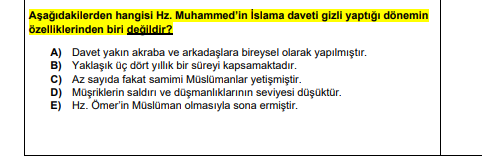 Aşağıdakilerden hangisi Hz. Muhammed'in İslama daveti gizli yaptığı dönemin
özelliklerinden biri değildir?
A) Davet yakın akraba ve arkadaşlara bireysel olarak yapılmıştır.
B) Yaklaşık üç dört yıllık bir süreyi kapsamaktadır.
C) Az sayıda fakat samimi Müslümanlar yetişmiştir.
D) Müşriklerin saldırı ve düşmanlıklarının seviyesi düşüktür.
E) Hz. Ömer'in Müslüman olmasıyla sona ermiştir.